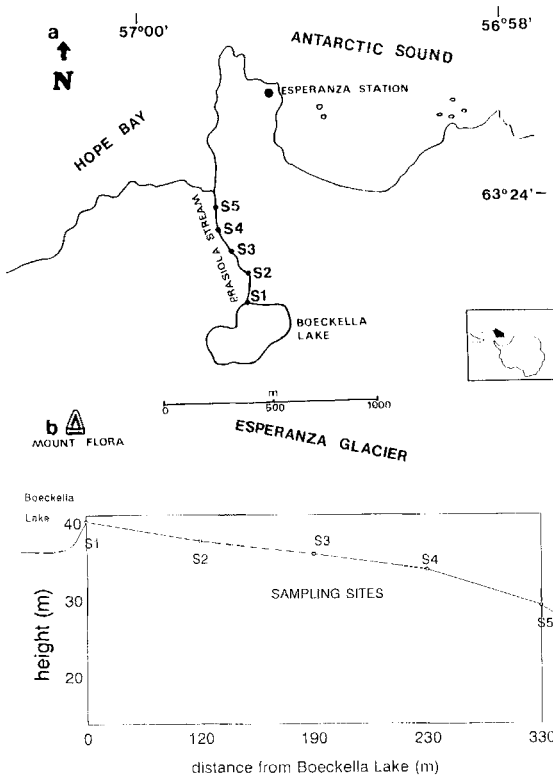 a
N
57°00'
56°58'
ANTARCTIC SOUND
ESPERANZA STATION
HOPE BAY
63°24'
PRASIOLA STREAM
S5
S4
S3
S2
S1
BOECKELLA
LAKE
m
0 500 1000
b
MOUNT FLORA
ESPERANZA GLACIER
Boeckella
Lake
40
30
20
height (m)
S1
S2
S3
S4
S5
SAMPLING SITES
0 120 190 230 330
distance from Boeckella Lake (m)